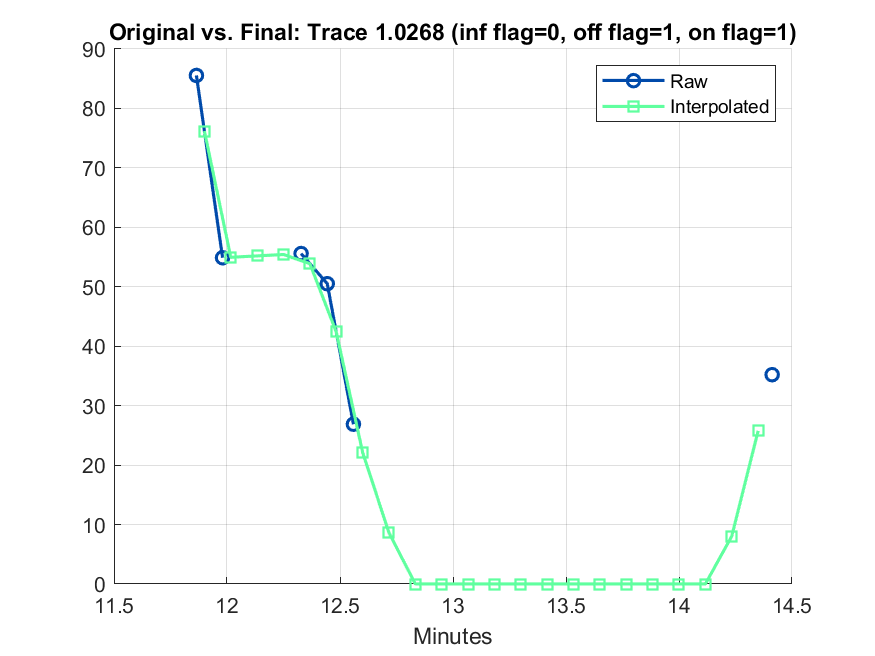 Original vs. Final: Trace 1.0268 (inf flag=0, off flag=1, on flag=1)
90
80
70
60
50
40
30
20
10
0
Raw
Interpolated
11.5 12 12.5 13 13.5 14 14.5
Minutes